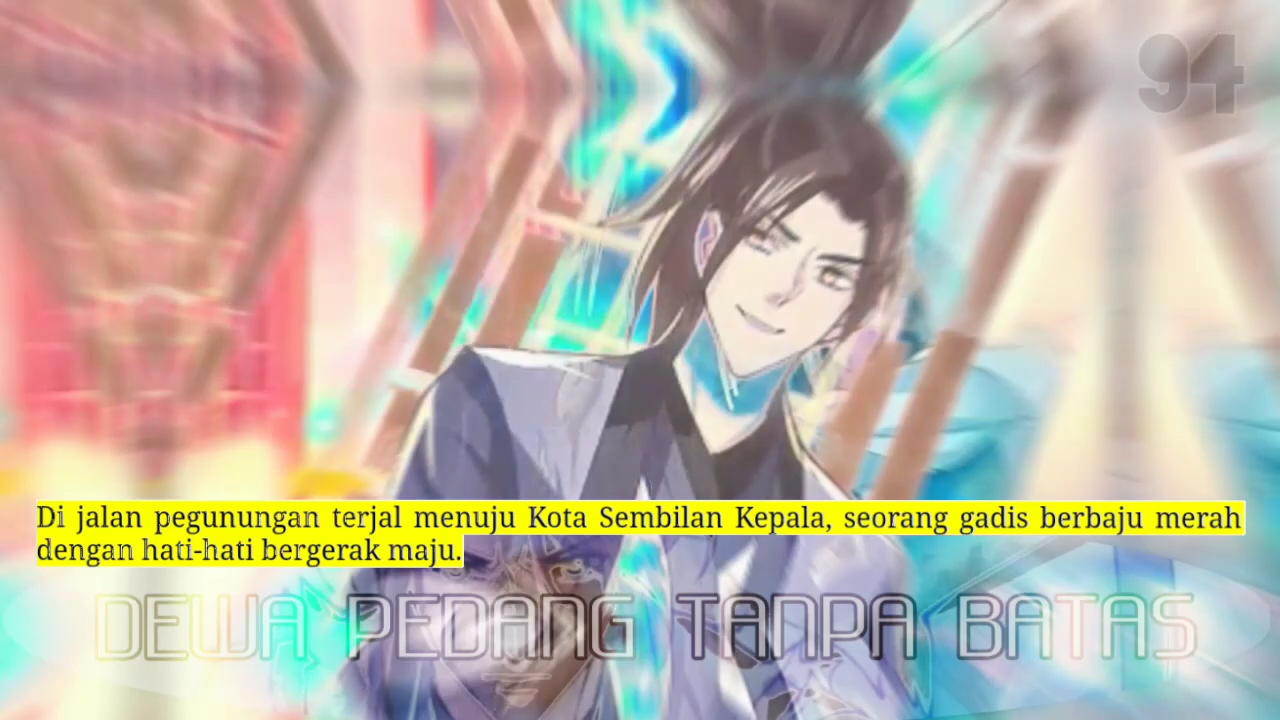 94
Di jalan pegunungan terjal menuju Kota Sembilan Kepala, seorang gadis berbaju merah
dengan hati-hati bergerak maju.
DEWA PEDANG TANPA BATAS